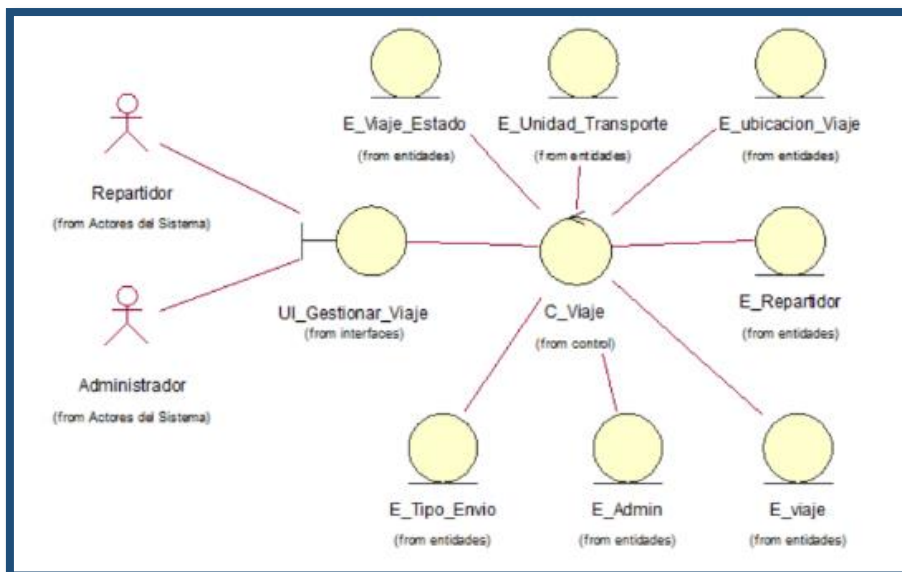 E_Viaje_Estado
(from entidades)
E_Unidad_Transporte
(from entidades)
E_ubicacion_Viaje
(from entidades)
Repartidor
(from Actores del Sistema)
UI_Gestionar_Viaje
(from interfaces)
C_Viaje
(from control)
E_Repartidor
(from entidades)
Administrador
(from Actores del Sistema)
E_Tipo_Envio
(from entidades)
E_Admin
(from entidades)
E_viaje
(from entidades)